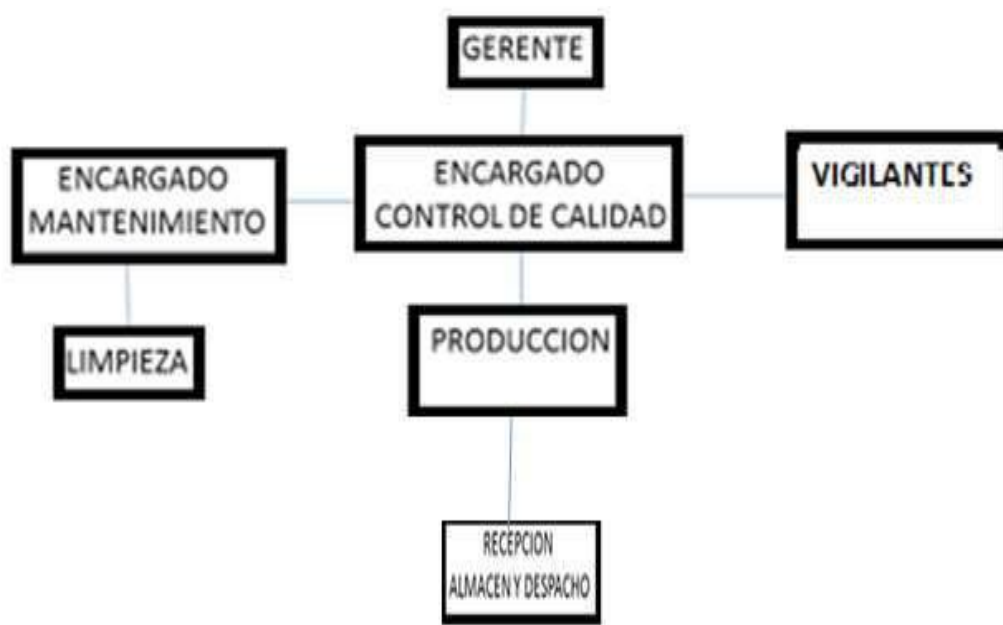 GERENTE
ENCARGADO
MANTENIMIENTO
ENCARGADO
CONTROL DE CALIDAD
VIGILANTES
LIMPIEZA
PRODUCCION
RECEPCION
ALMACEN Y DESPACHO